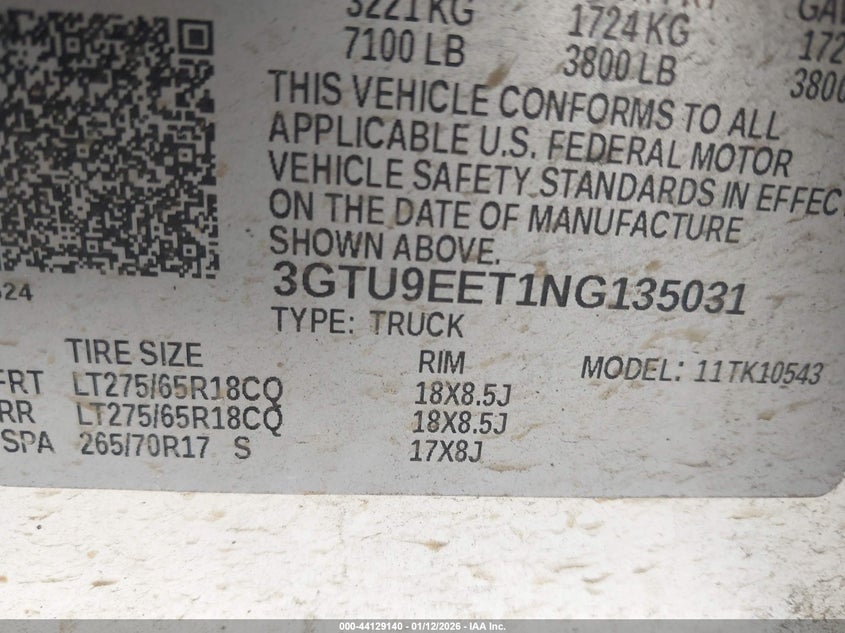 3221 KG
1724 KG
7100 LB
3800 LB
THIS VEHICLE CONFORMS TO ALL
APPLICABLE U.S. FEDERAL MOTOR
VEHICLE SAFETY STANDARDS IN EFFECT
ON THE DATE OF MANUFACTURE
SHOWN ABOVE.
3GTU9EET1NG135031
TYPE: TRUCK
TIRE SIZE RIM MODEL: 11TK10543
FRT LT275/65R18CQ 18X8.5J
RR LT275/65R18CQ 18X8.5J
SPA 265/70R17 S 17X8J
000-44129140 - 01/12/2026 - IAA Inc.